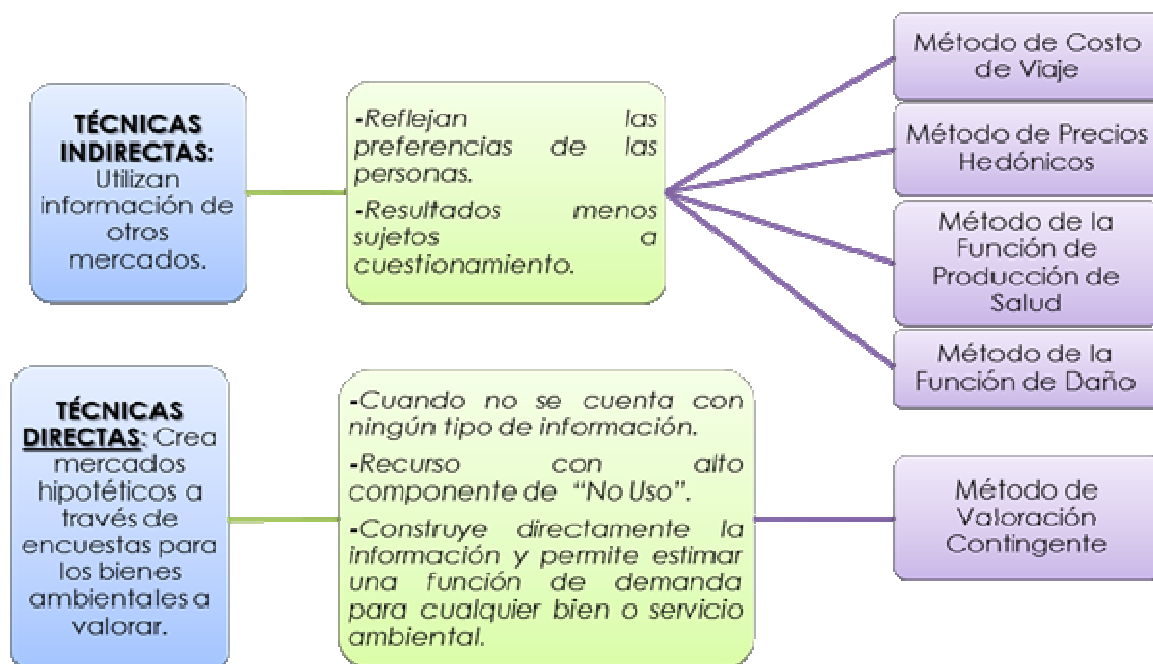 TÉCNICAS
INDIRECTAS:
Utilizan
información de
otros
mercados.
-Reflejan las
preferencias de las
personas.
-Resultados menos
sujetos a
cuestionamiento.
Método de Costo
de Viaje
Método de Precios
Hedónicos
Método de la
Función de
Producción de
Salud
Método de la
Función de Daño
TÉCNICAS
DIRECTAS: Crea
mercados
hipotéticos a
través de
encuestas para
los bienes
ambientales a
valorar.
-Cuando no se cuenta con
ningún tipo de información.
-Recurso con alto
componente de “No Uso”.
-Construye directamente la
información y permite estimar
una función de demanda
para cualquier bien o servicio
ambiental.
Método de
Valoración
Contingente